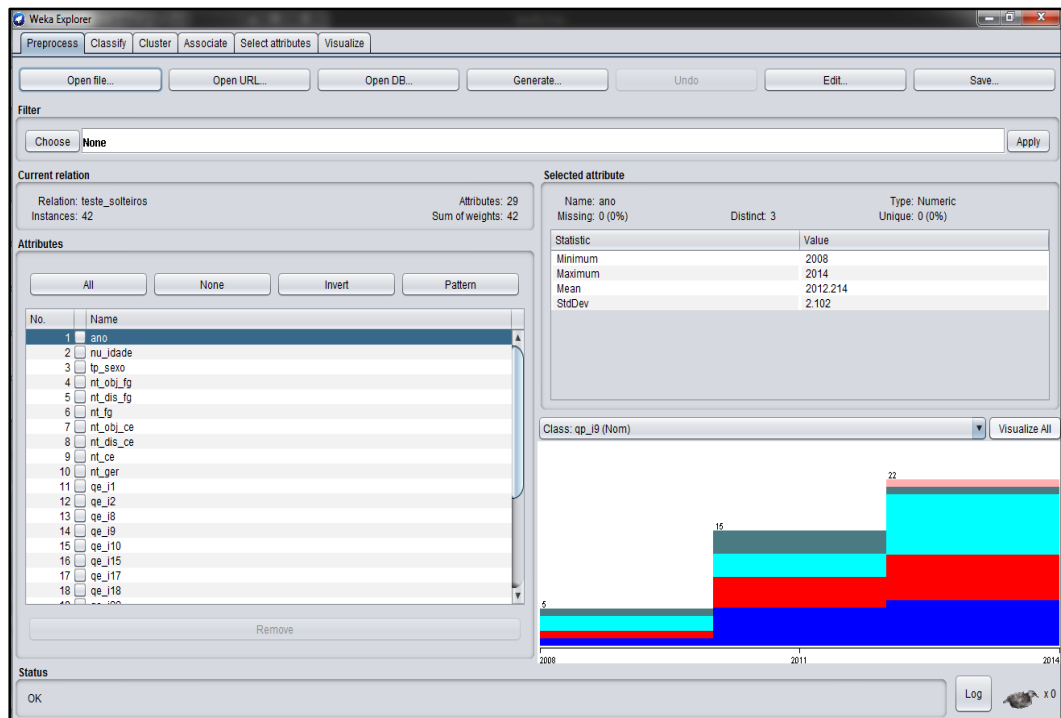 Weka Explorer
Preprocess Classify Cluster Associate Select attributes Visualize
Open file... Open URL... Open DB... Generate... Undo Edit... Save...
Filter
Choose None Apply
Current relation
Relation: teste_solteiros Attributes: 29
Instances: 42 Sum of weights: 42
Attributes
All None Invert Pattern
No. Name
1 ano
2 nu_idade
3 tp_sexo
4 nt_obj_fg
5 nt_dis_fg
6 nt_fg
7 nt_obj_ce
8 nt_dis_ce
9 nt_ce
10 nt_ger
11 qe_i1
12 qe_i2
13 qe_i8
14 qe_i9
15 qe_i10
16 qe_i15
17 qe_i17
18 qe_i18
Remove
Selected attribute
Name: ano Type: Numeric
Missing: 0 (0%) Distinct: 3 Unique: 0 (0%)
Statistic Value
Minimum 2008
Maximum 2014
Mean 2012.214
StdDev 2.102
Class: qp_i9 (Nom) Visualize All
22
15
5
2008 2011 2014
Status
OK Log x 0